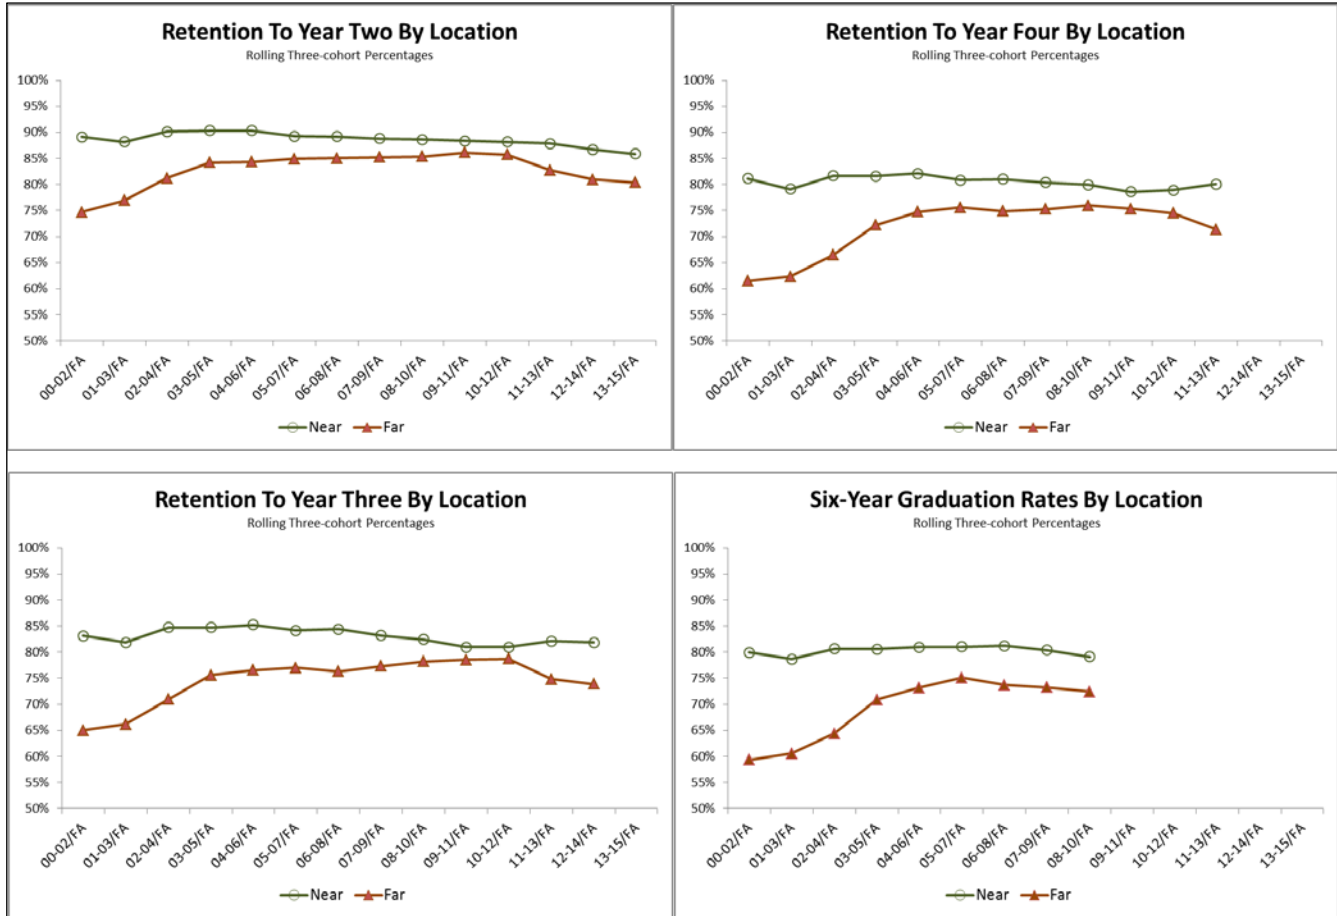 Retention To Year Two By Location
Rolling Three-cohort Percentages
100%
95%
90%
85%
80%
75%
70%
65%
60%
55%
50%
00-02/FA
01-03/FA
02-04/FA
03-05/FA
04-06/FA
05-07/FA
06-08/FA
07-09/FA
08-10/FA
09-11/FA
10-12/FA
11-13/FA
12-14/FA
13-15/FA
Near Far
Retention To Year Four By Location
Rolling Three-cohort Percentages
100%
95%
90%
85%
80%
75%
70%
65%
60%
55%
50%
00-02/FA
01-03/FA
02-04/FA
03-05/FA
04-06/FA
05-07/FA
06-08/FA
07-09/FA
08-10/FA
09-11/FA
10-12/FA
11-13/FA
12-14/FA
13-15/FA
Near Far
Retention To Year Three By Location
Rolling Three-cohort Percentages
100%
95%
90%
85%
80%
75%
70%
65%
60%
55%
50%
00-02/FA
01-03/FA
02-04/FA
03-05/FA
04-06/FA
05-07/FA
06-08/FA
07-09/FA
08-10/FA
09-11/FA
10-12/FA
11-13/FA
12-14/FA
13-15/FA
Near Far
Six-Year Graduation Rates By Location
Rolling Three-cohort Percentages
100%
95%
90%
85%
80%
75%
70%
65%
60%
55%
50%
00-02/FA
01-03/FA
02-04/FA
03-05/FA
04-06/FA
05-07/FA
06-08/FA
07-09/FA
08-10/FA
09-11/FA
10-12/FA
11-13/FA
12-14/FA
13-15/FA
Near Far